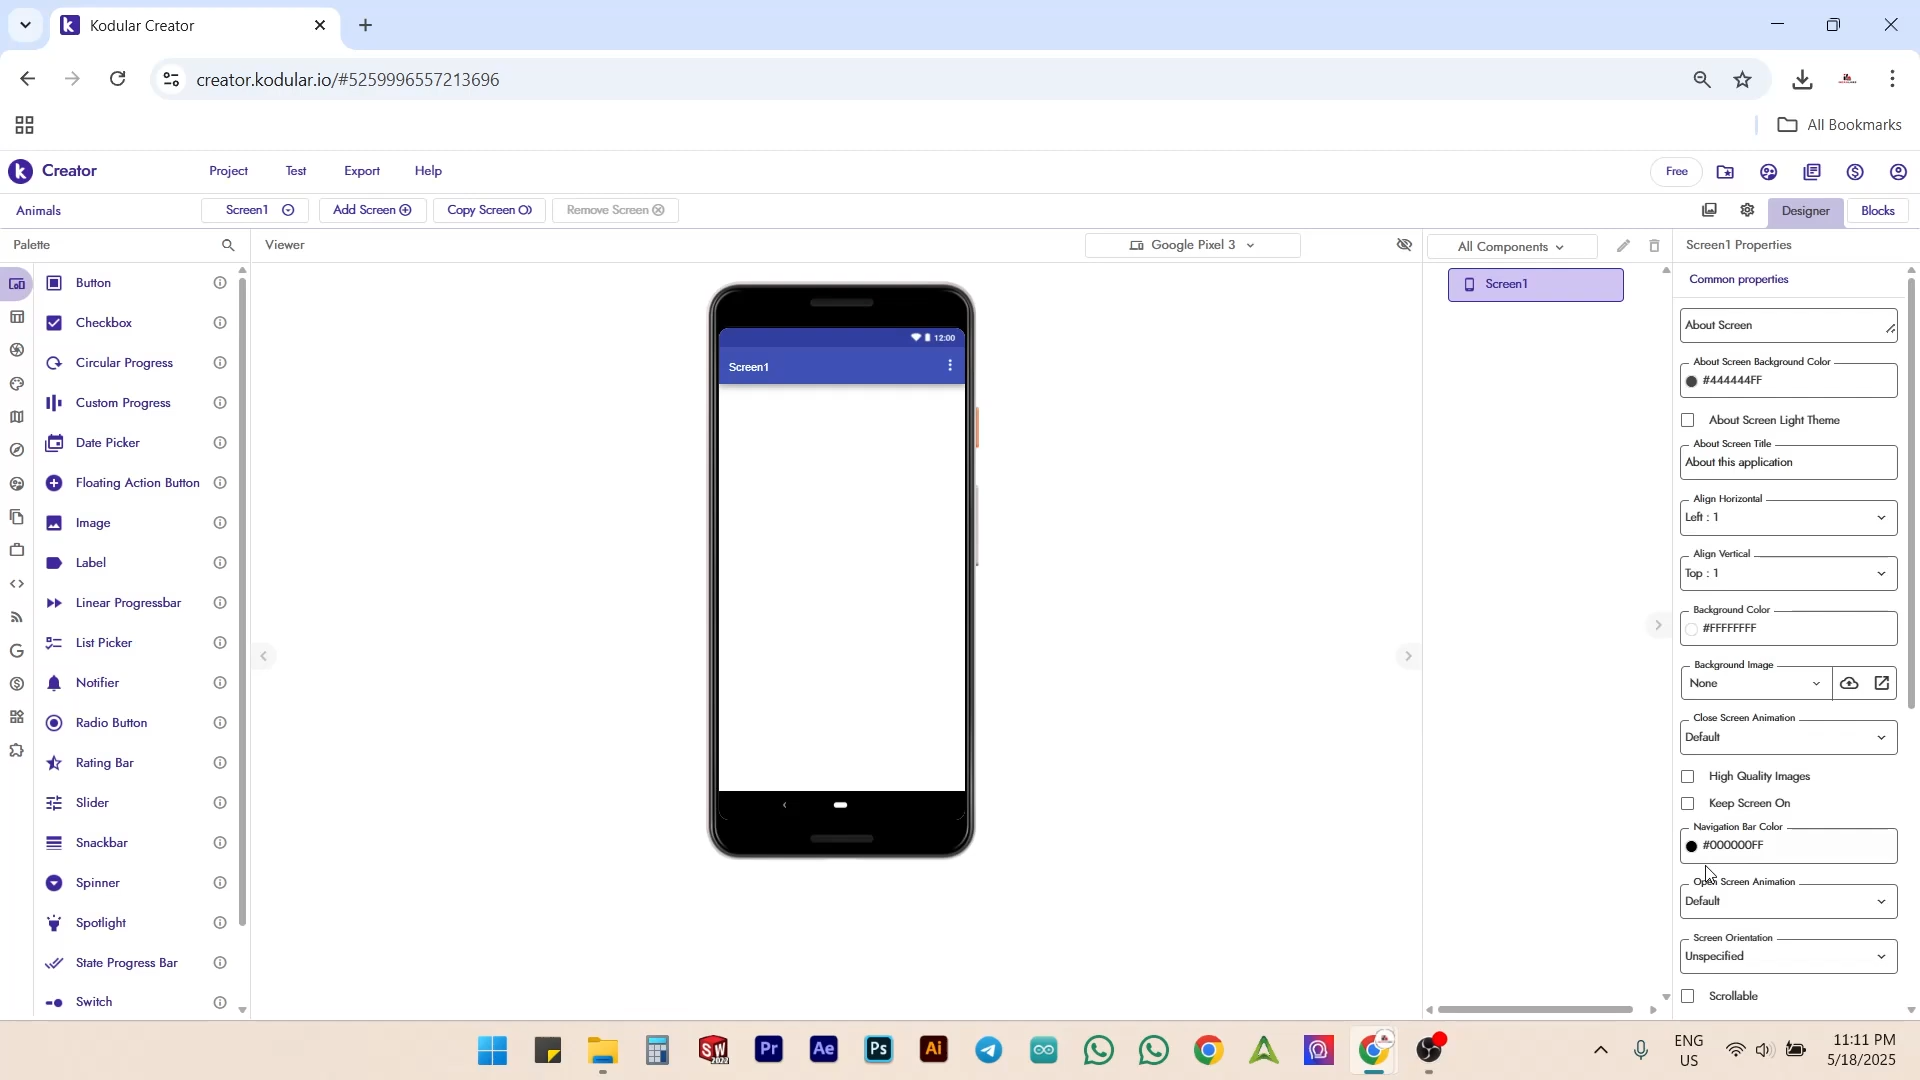 Kodular Creator
creator.kodular.io/#5259996557213696
All Bookmarks
Creator
Project
Test
Export
Help
Free
Animals
Screen1
Add Screen
Copy Screen
Remove Screen
Designer
Blocks
Palette
Viewer
Google Pixel 3
All Components
Screen1 Properties
Button
Checkbox
Circular Progress
Custom Progress
Date Picker
Floating Action Button
Image
Label
Linear Progressbar
List Picker
Notifier
Radio Button
Rating Bar
Slider
Snackbar
Spinner
Spotlight
State Progress Bar
Switch
12:00
Screen1
Screen1
Common properties
About Screen
About Screen Background Color
#444444FF
About Screen Light Theme
About Screen Title
About this application
Align Horizontal
Left : 1
Align Vertical
Top : 1
Background Color
#FFFFFFFF
Background Image
None
Close Screen Animation
Default
High Quality Images
Keep Screen On
Navigation Bar Color
#000000FF
Open Screen Animation
Default
Screen Orientation
Unspecified
Scrollable
SW
2022
Pr
Ae
Ps
Ai
ENG
US
11:11 PM
5/18/2025